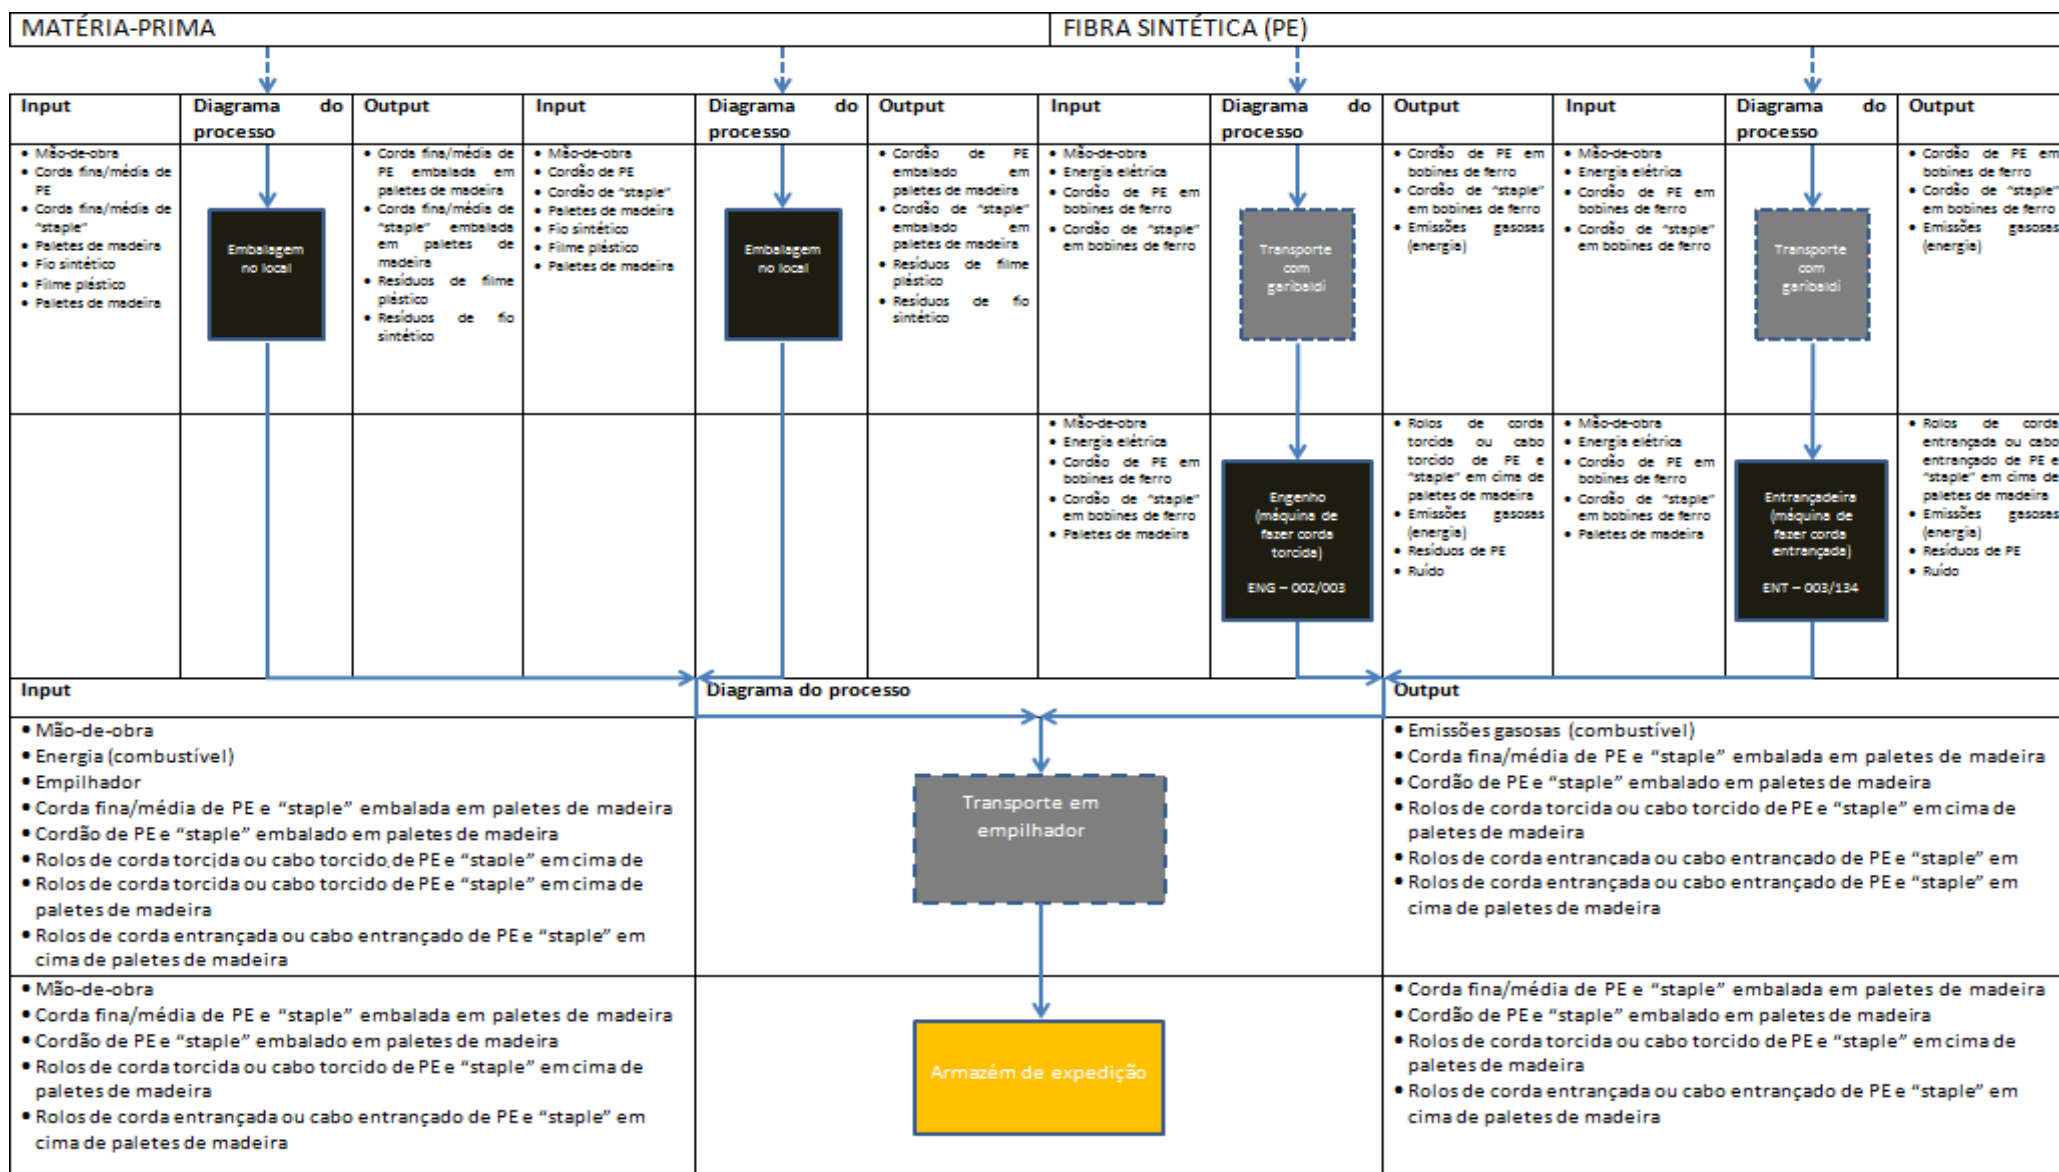 MATÉRIA-PRIMA
FIBRA SINTÉTICA (PE)
Input
Diagrama do
processo
Output
Input
Diagrama do
processo
Output
Input
Diagrama do
processo
Output
Input
Diagrama do
processo
Output
• Mão-de-obra
• Corda fina/média de
PE
• Corda fina/média de
"staple"
• Paletes de madeira
• Fio sintético
• Filme plástico
• Paletes de madeira
Embalagem
no local
• Corda fina/média de
PE embalada em
paletes de madeira
• Corda fina/média de
"staple" embalada
em paletes de
madeira
• Resíduos de filme
plástico
• Resíduos de fio
sintético
• Mão-de-obra
• Cordão de PE
• Cordão de "staple"
• Paletes de madeira
• Fio sintético
• Filme plástico
• Paletes de madeira
Embalagem
no local
• Cordão de PE
embalado em
paletes de madeira
• Cordão de "staple"
embalado em
paletes de madeira
• Resíduos de filme
plástico
• Resíduos de fio
sintético
• Mão-de-obra
• Energia elétrica
• Cordão de PE em
bobines de ferro
• Cordão de "staple"
em bobines de ferro
Transporte
com
garibaldi
• Cordão de PE em
bobines de ferro
• Cordão de "staple"
em bobines de ferro
• Emissões gasosas
(energia)
• Mão-de-obra
• Energia elétrica
• Cordão de PE em
bobines de ferro
• Cordão de "staple"
em bobines de ferro
Transporte
com
garibaldi
• Cordão de PE em
bobines de ferro
• Cordão de "staple"
em bobines de ferro
• Emissões gasosas
(energia)
• Mão-de-obra
• Energia elétrica
• Cordão de PE em
bobines de ferro
• Cordão de "staple"
em bobines de ferro
• Paletes de madeira
Engenho
(máquina de
fazer corda
torcida)
ENG – 002/003
• Rolos de corda
torcida ou cabo
torcido de PE e
"staple" em cima de
paletes de madeira
• Emissões gasosas
(energia)
• Resíduos de PE
• Ruído
• Mão-de-obra
• Energia elétrica
• Cordão de PE em
bobines de ferro
• Cordão de "staple"
em bobines de ferro
• Paletes de madeira
Entrançadeira
(máquina de
fazer corda
entrançada)
ENT – 003/134
• Rolos de corda
entrançada ou cabo
entrançado de PE e
"staple" em cima de
paletes de madeira
• Emissões gasosas
(energia)
• Resíduos de PE
• Ruído
Input
Diagrama do processo
Output
• Mão-de-obra
• Energia (combustível)
• Empilhador
• Corda fina/média de PE e "staple" embalada em paletes de madeira
• Cordão de PE e "staple" embalado em paletes de madeira
• Rolos de corda torcida ou cabo torcido de PE e "staple" em cima de
• Rolos de corda torcida ou cabo torcido de PE e "staple" em cima de
paletes de madeira
• Rolos de corda entrançada ou cabo entrançado de PE e "staple" em
cima de paletes de madeira
Transporte em
empilhador
• Emissões gasosas (combustível)
• Corda fina/média de PE e "staple" embalada em paletes de madeira
• Cordão de PE e "staple" embalado em paletes de madeira
• Rolos de corda torcida ou cabo torcido de PE e "staple" em cima de
paletes de madeira
• Rolos de corda entrançada ou cabo entrançado de PE e "staple" em
• Rolos de corda entrançada ou cabo entrançado de PE e "staple" em
cima de paletes de madeira
• Mão-de-obra
• Corda fina/média de PE e "staple" embalada em paletes de madeira
• Cordão de PE e "staple" embalado em paletes de madeira
• Rolos de corda torcida ou cabo torcido de PE e "staple" em cima de
paletes de madeira
• Rolos de corda entrançada ou cabo entrançado de PE e "staple" em
cima de paletes de madeira
Armazém de expedição
• Corda fina/média de PE e "staple" embalada em paletes de madeira
• Cordão de PE e "staple" embalado em paletes de madeira
• Rolos de corda torcida ou cabo torcido de PE e "staple" em cima de
paletes de madeira
• Rolos de corda entrançada ou cabo entrançado de PE e "staple" em
cima de paletes de madeira